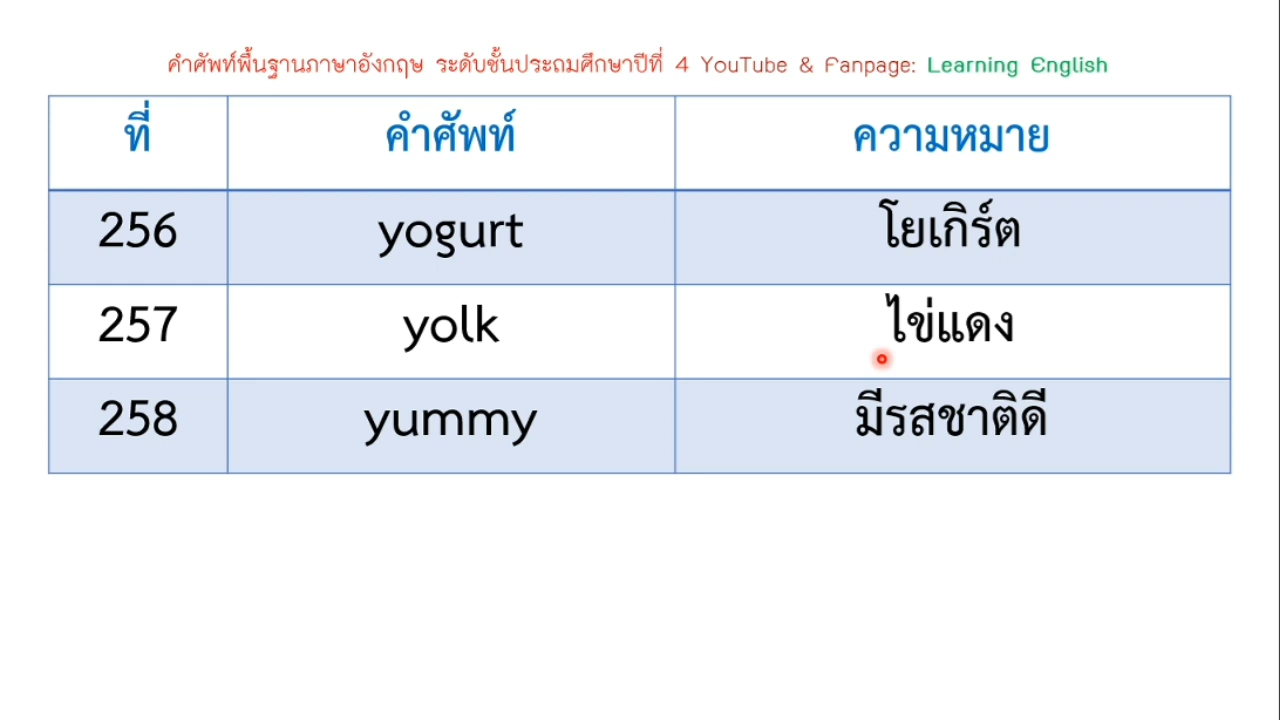 คำศัพท์พื้นฐานภาษาอังกฤษ ระดับชั้นประถมศึกษาปีที่ 4 YouTube & Fanpage: Learning English
ที่ คำศัพท์ ความหมาย
256 yogurt โยเกิร์ต
257 yolk ไข่แดง
258 yummy มีรสชาติดี